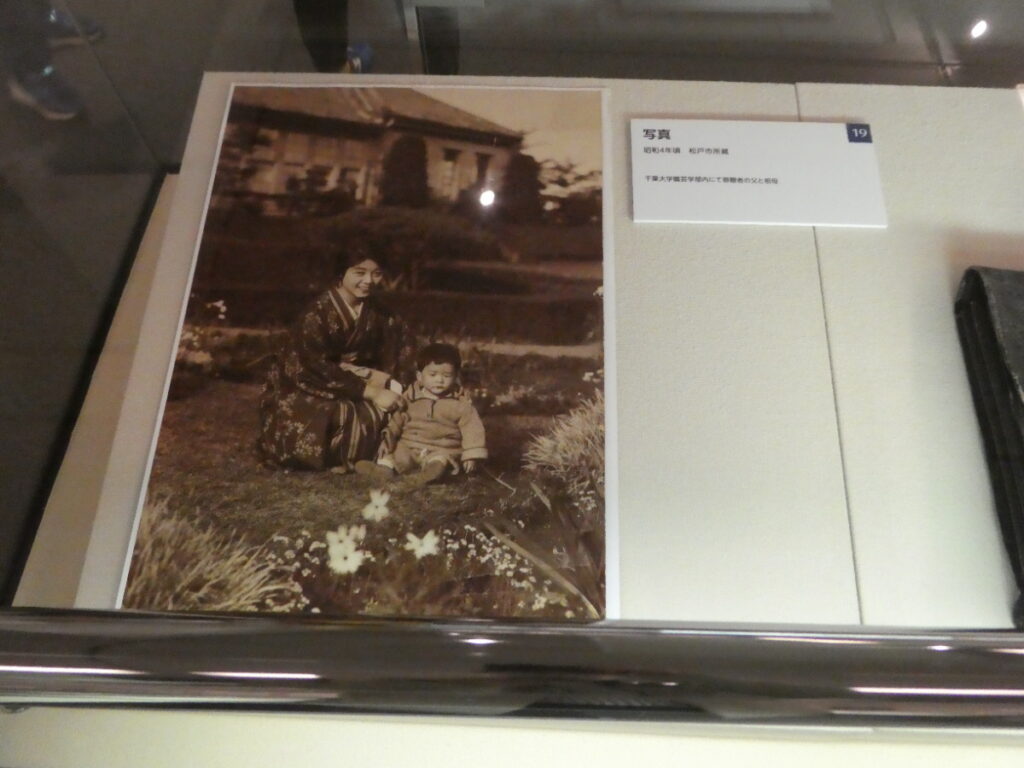 写真
19
昭和4年頃　松戸市所蔵
千葉大学園芸学部内にて寄贈者の父と祖母